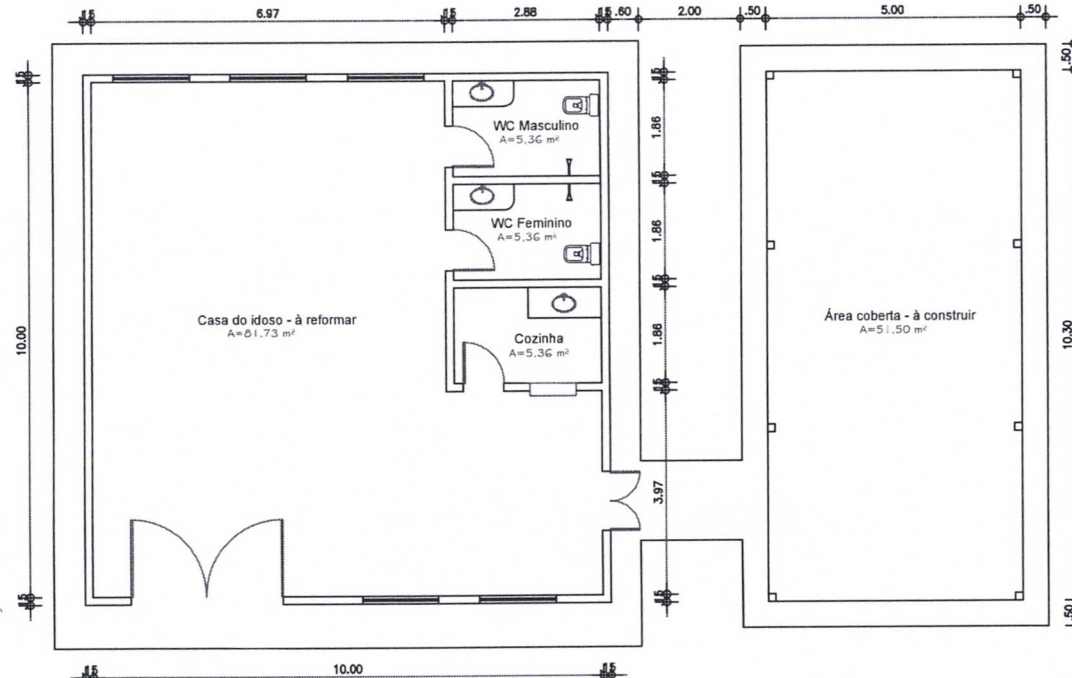 .15 6.97 .15 2.88 .15 .60 2.00 .50 5.00 .50
.15
10.00
.15
WC Masculino
A=5,36 m²
WC Feminino
A=5,36 m²
Cozinha
A=5,36 m²
Casa do idoso - à reformar
A=81.73 m²
.15
1.86
.15
1.86
.15
1.86
.15
3.97
.15
Área coberta - à construir
A=51,50 m²
.50
10.30
.50
.15 10.00 .15